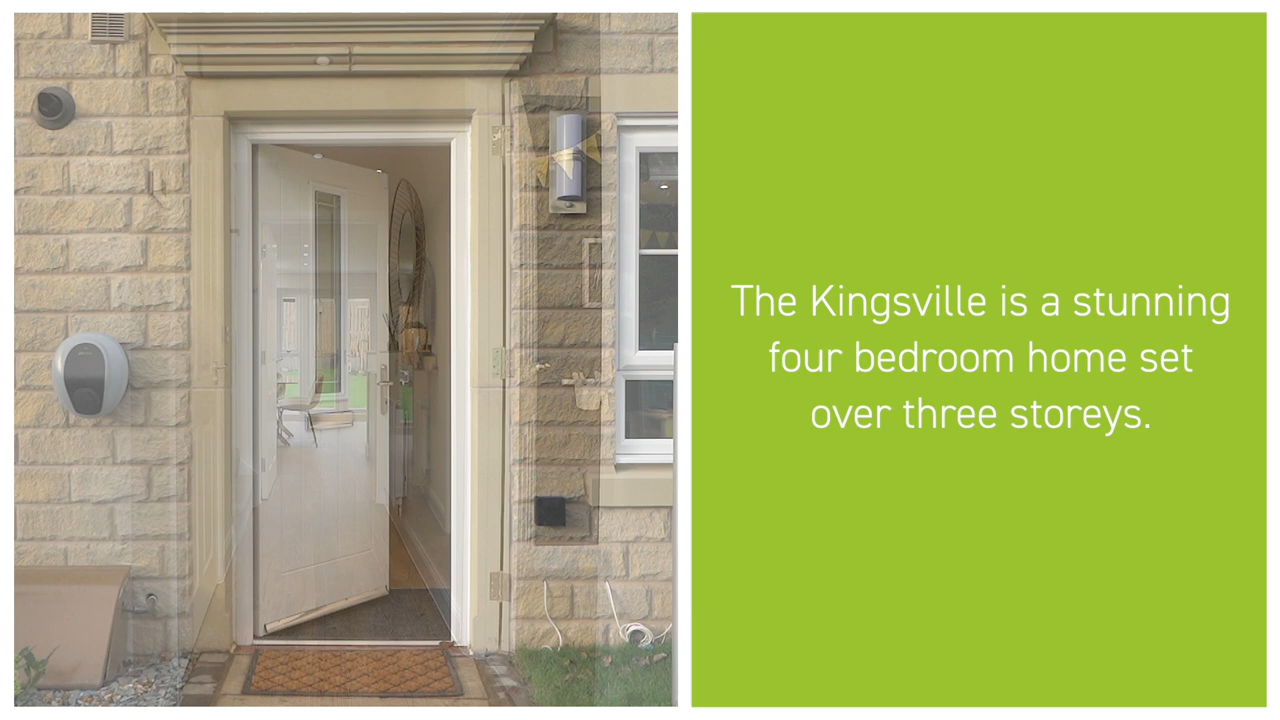 The Kingsville is a stunning
four bedroom home set
over three storeys.